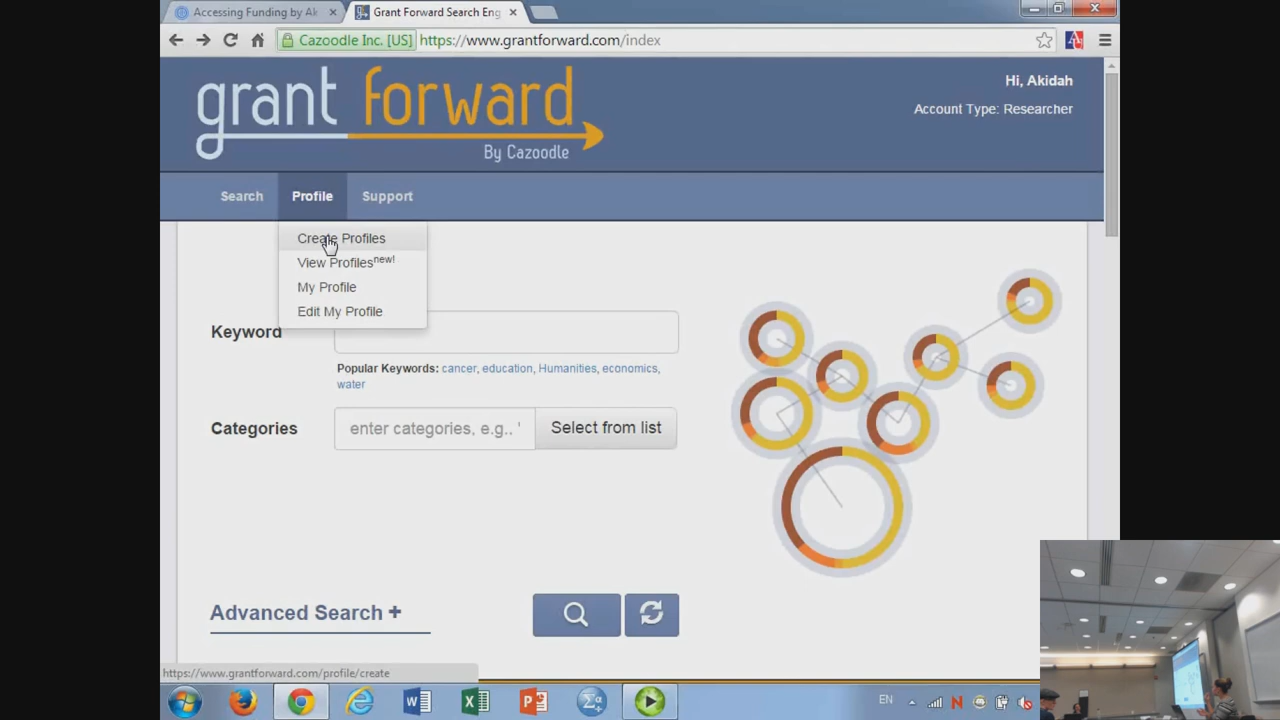 Accessing Funding by Ak
Grant Forward Search Eng
Cazoodle Inc. [US] https://www.grantforward.com/index
grant forward
By Cazoodle
Hi, Akidah
Account Type: Researcher
Search
Profile
Support
Create Profiles
View Profiles new!
My Profile
Edit My Profile
Keyword
Popular Keywords: cancer, education, Humanities, economics,
water
Categories
enter categories, e.g., '
Select from list
Advanced Search +
https://www.grantforward.com/profile/create
EN